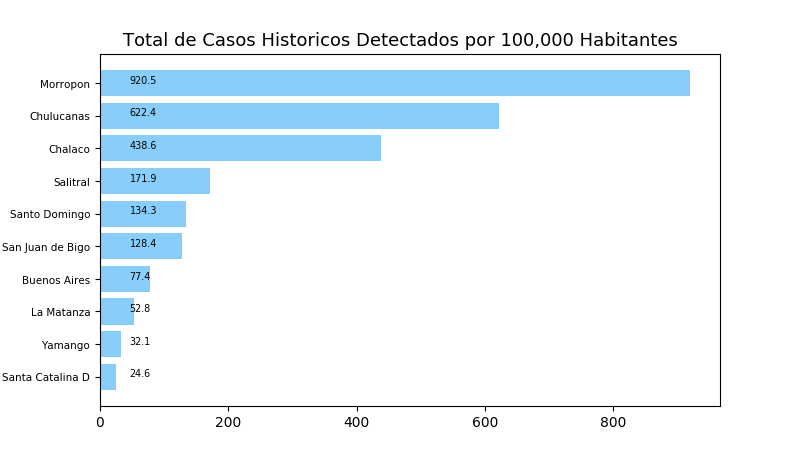 Total de Casos Historicos Detectados por 100,000 Habitantes
Morropon 920.5
Chulucanas 622.4
Chalaco 438.6
Salitral 171.9
Santo Domingo 134.3
San Juan de Bigo 128.4
Buenos Aires 77.4
La Matanza 52.8
Yamango 32.1
Santa Catalina D 24.6
0 200 400 600 800